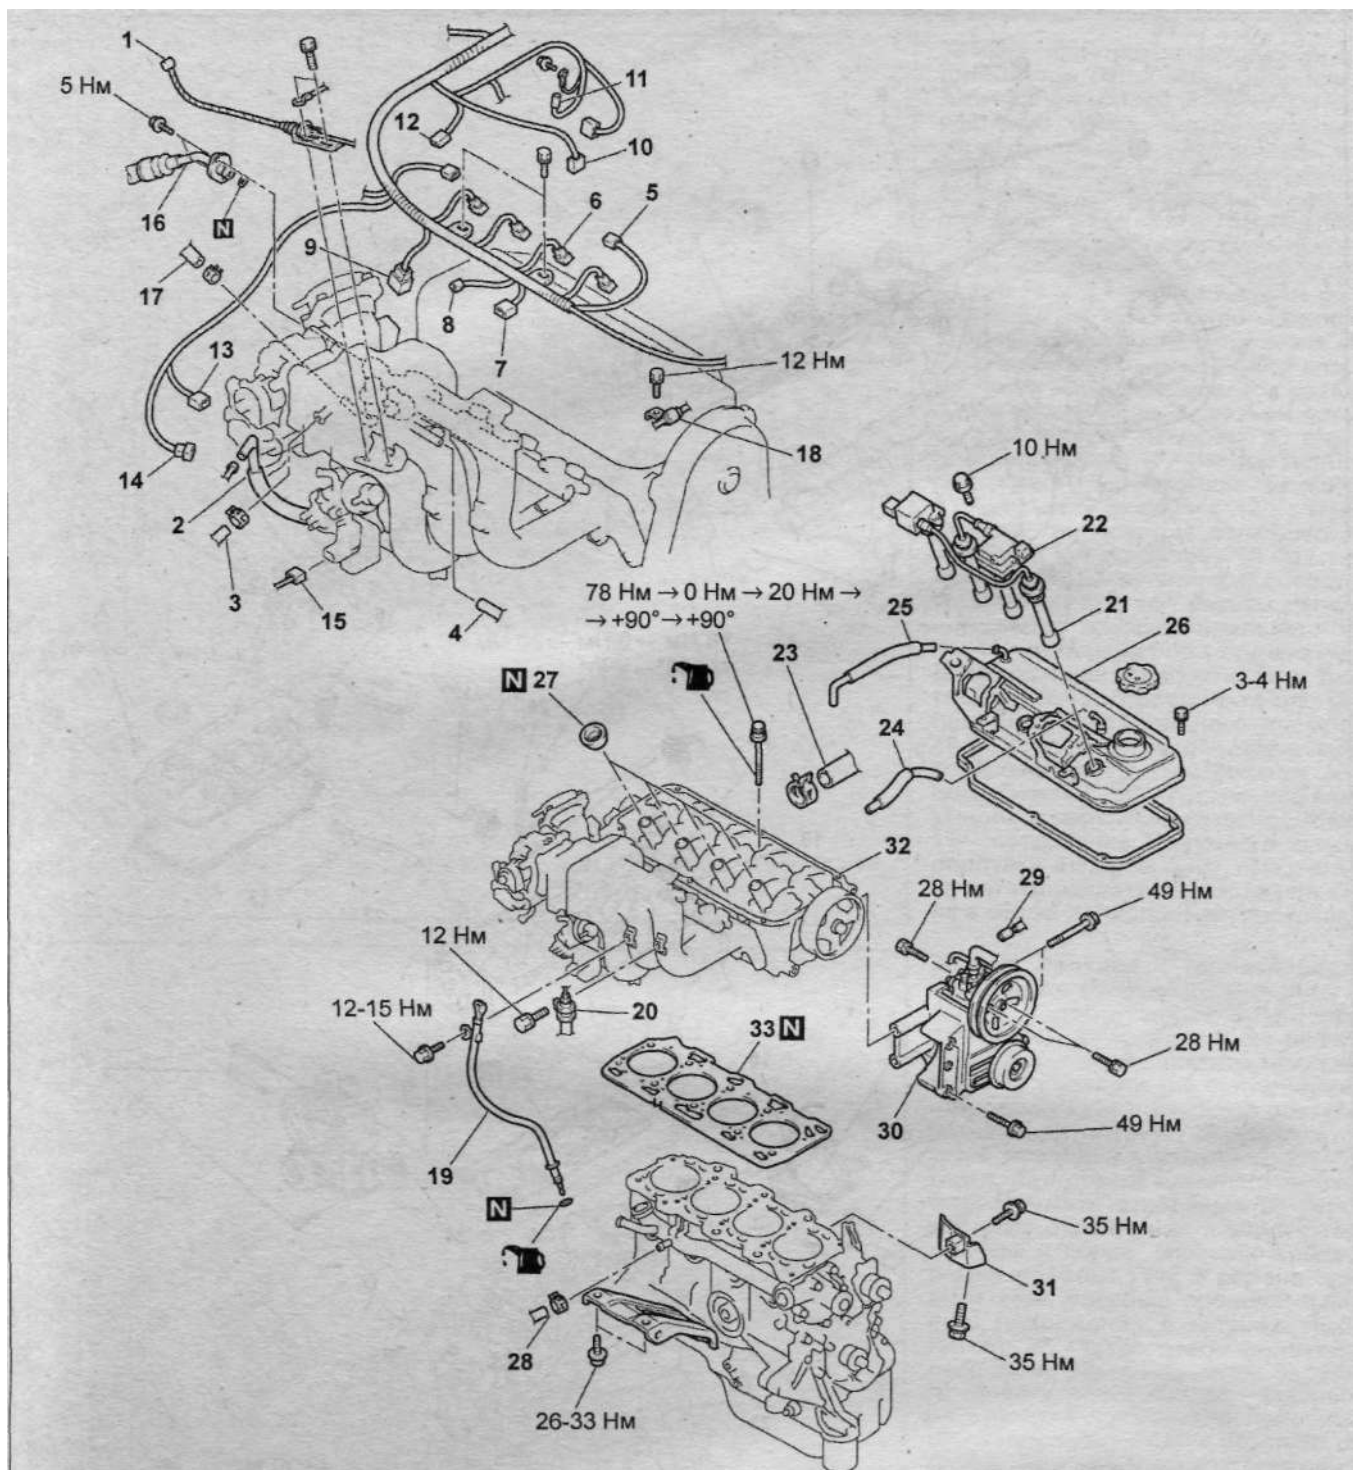 1
5 Нм
11
12
10
16
N
6
5
9
17
8
7
13
12 Нм
18
14
10 Нм
2
22
3
15
4
78 Нм → 0 Нм → 20 Нм →
→ +90° → +90°
25
21
26
23
N 27
3-4 Нм
24
32
28 Нм
29
49 Нм
12 Нм
12-15 Нм
20
33 N
28 Нм
30
49 Нм
19
N
35 Нм
31
28
35 Нм
26-33 Нм